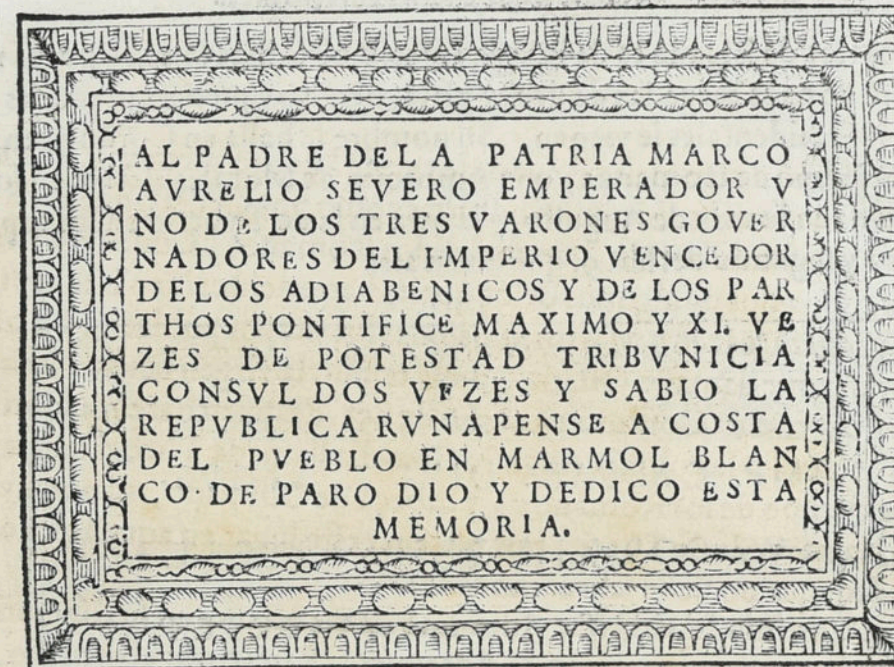 AL PADRE DELA PATRIA MARCO
AVRELIO SEVERO EMPERADOR V
NO DE LOS TRES VARONES GOVER
NADORES DEL IMPERIO VENCEDOR
DELOS ADIABENICOS Y DE LOS PAR
THOS PONTIFICE MAXIMO Y XI. VE
ZES DE POTESTAD TRIBVNICIA
CONSVL DOS VEZES Y SABIO LA
REPVBLICA RVNAPENSE A COSTA
DEL PVEBLO EN MARMOL BLAN
CO· DE PARO DIO Y DEDICO ESTA
MEMORIA.